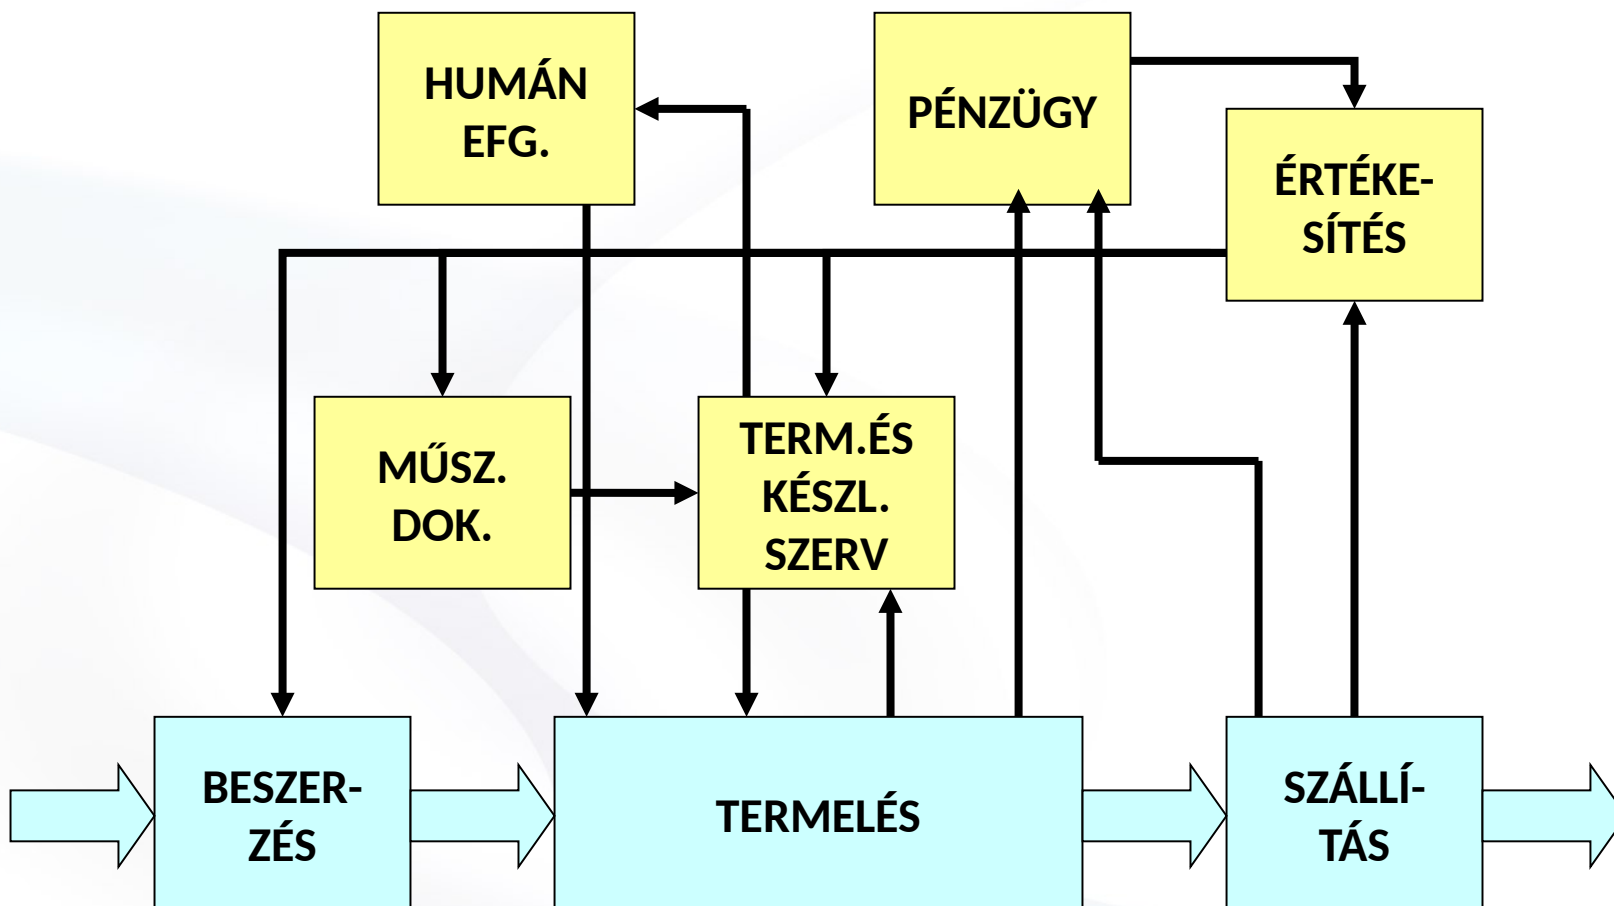 HUMÁN
EFG.
PÉNZÜGY
ÉRTÉKE-
SÍTÉS
MŰSZ.
DOK.
TERM.ÉS
KÉSZL.
SZERV
BESZER-
ZÉS
TERMELÉS
SZÁLLÍ-
TÁS